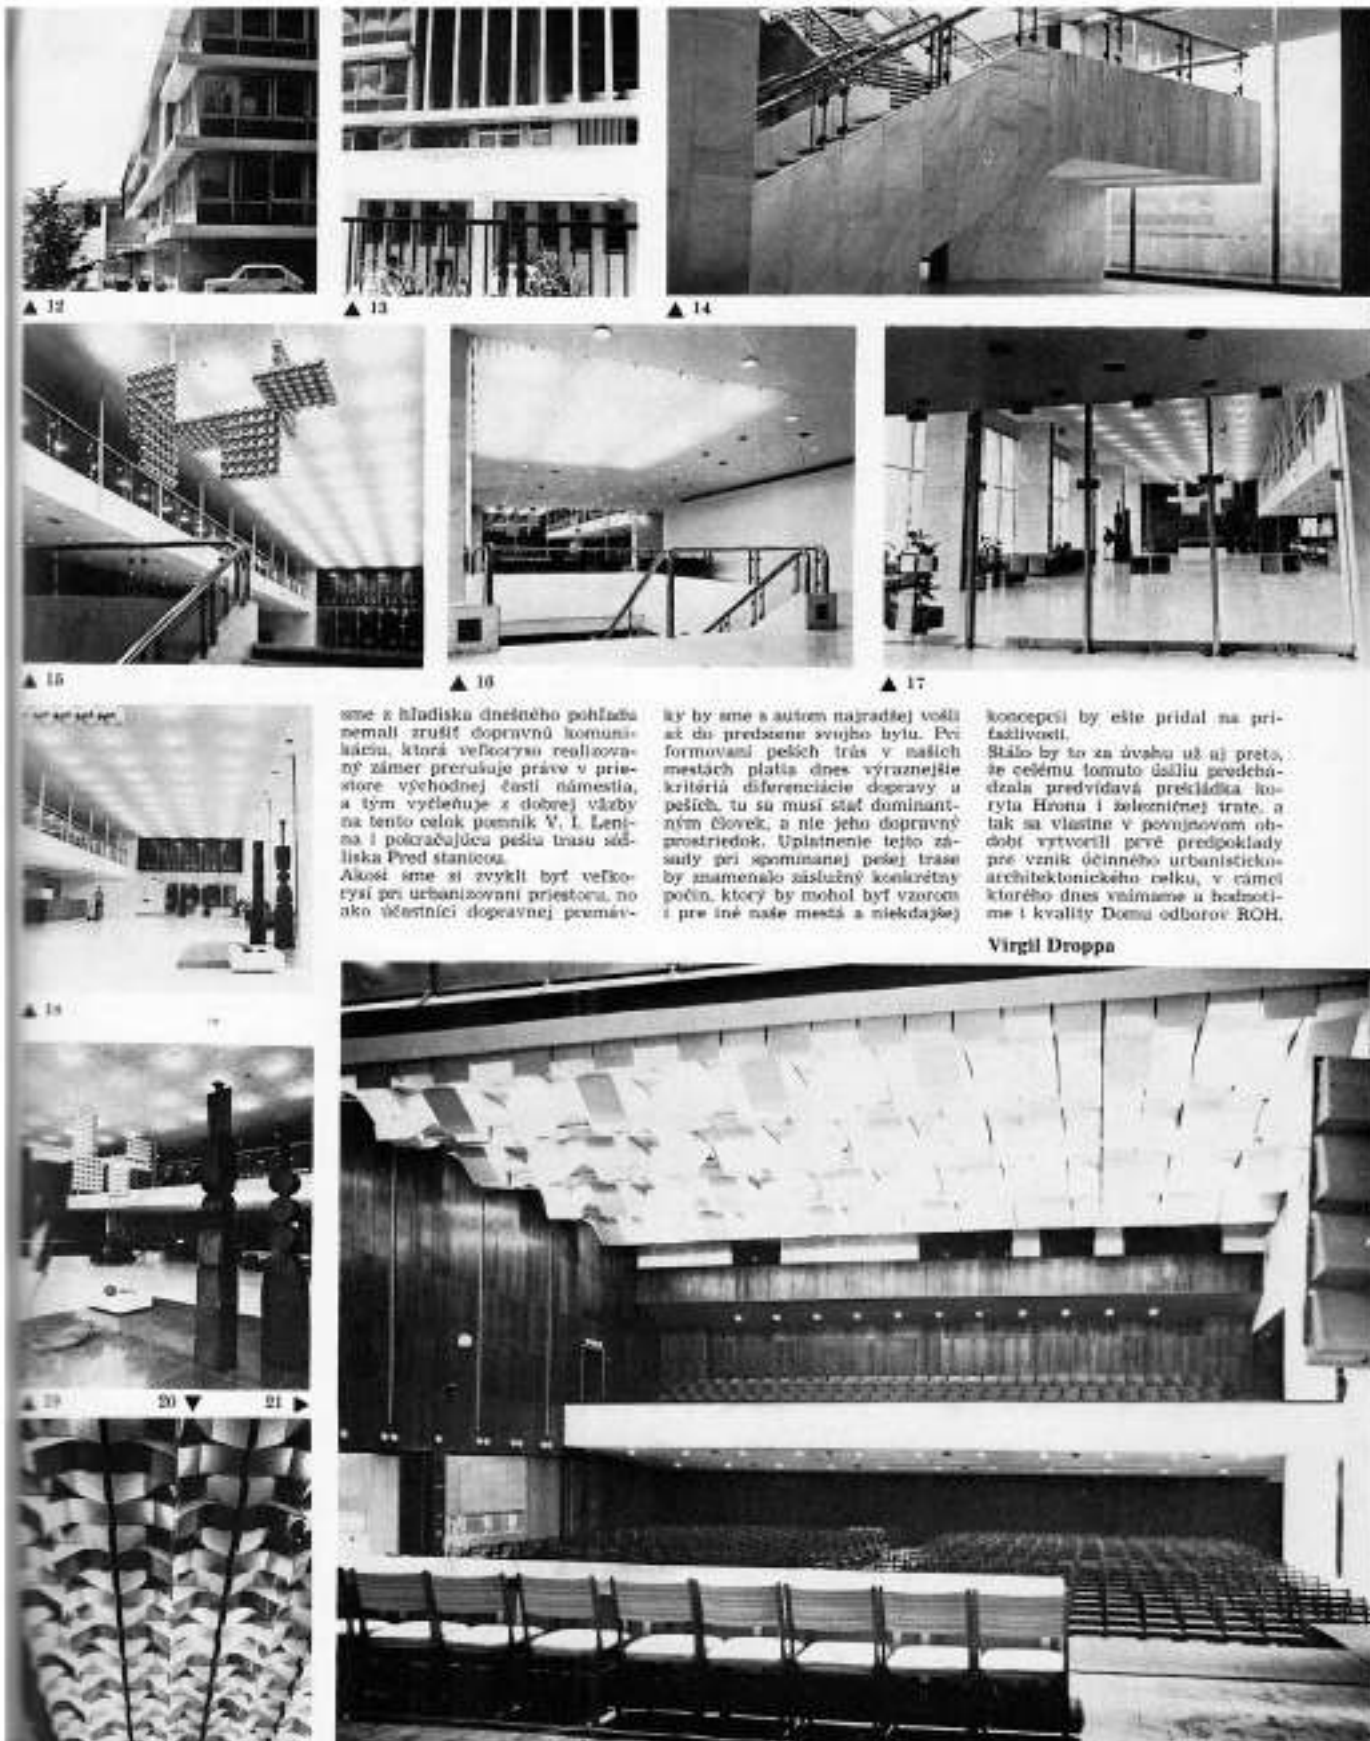 ▲ 12
▲ 13
▲ 14
▲ 15
▲ 16
▲ 17
sme z hľadiska dnešného pohľadu
nemali zrušiť dopravnú komuni-
káciu, ktorá veľkoryso realizova-
ný zámer prerušuje práve v prie-
store východnej časti námestia,
a tým vyčleňuje z dobrej väzby
na tento celok pomník V. I. Leni-
na i pokračujúcu pešiu trasu síd-
liska Pred stanicou.
Akosi sme si zvykli byť veľko-
rysí pri urbanizovaní priestoru, no
ako účastníci dopravnej premáv-
ky by sme s autom najradšej vošli
až do predsiene svojho bytu. Pri
formovaní peších trás v našich
mestách platia dnes výraznejšie
kritériá diferenciácie dopravy a
peších, tu sa musí stať dominant-
ným človek, a nie jeho dopravný
prostriedok. Uplatnenie tejto zá-
sady pri spomínanej pešej trase
by znamenalo záslužný konkrétny
počin, ktorý by mohol byť vzorom
i pre iné naše mestá a niekdajšej
koncepcii by ešte pridal na prí-
ťažlivosti.
Stálo by to za úvahu už aj preto,
že celému tomuto úsiliu predchá-
dzala predvídavá prekládka ko-
ryta Hrona i železničnej trate, a
tak sa vlastne v povojnovom ob-
dobí vytvorili prvé predpoklady
pre vznik účinného urbanisticko-
architektonického celku, v rámci
ktorého dnes vnímame a hodnotí-
me i kvality Domu odborov ROH.
Virgil Droppa
▲ 18
▲ 19
20 ▼
21 ▶